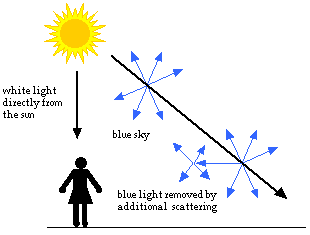 white light
directly from
the sun
blue sky
blue light removed by
additional scattering